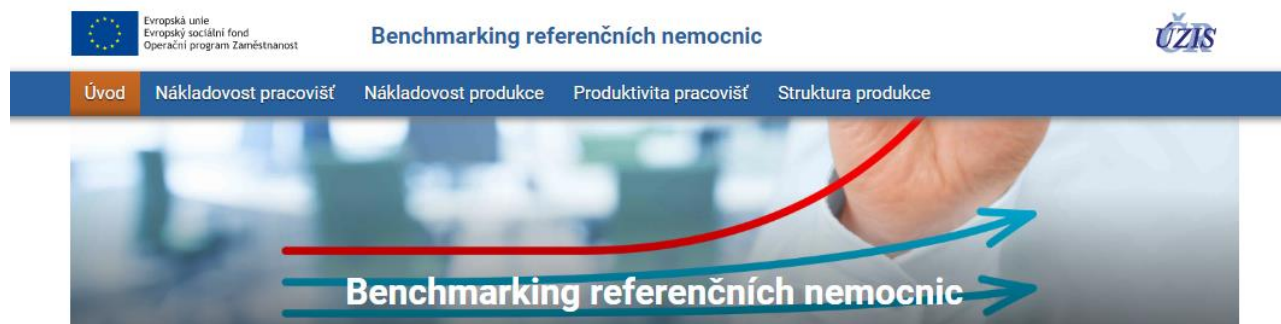 Evropská unie
Evropský sociální fond
Operační program Zaměstnanost
Benchmarking referenčních nemocnic
ÚZIS
ČR
Úvod Nákladovost pracovišť Nákladovost produkce Produktivita pracovišť Struktura produkce
Benchmarking referenčních nemocnic